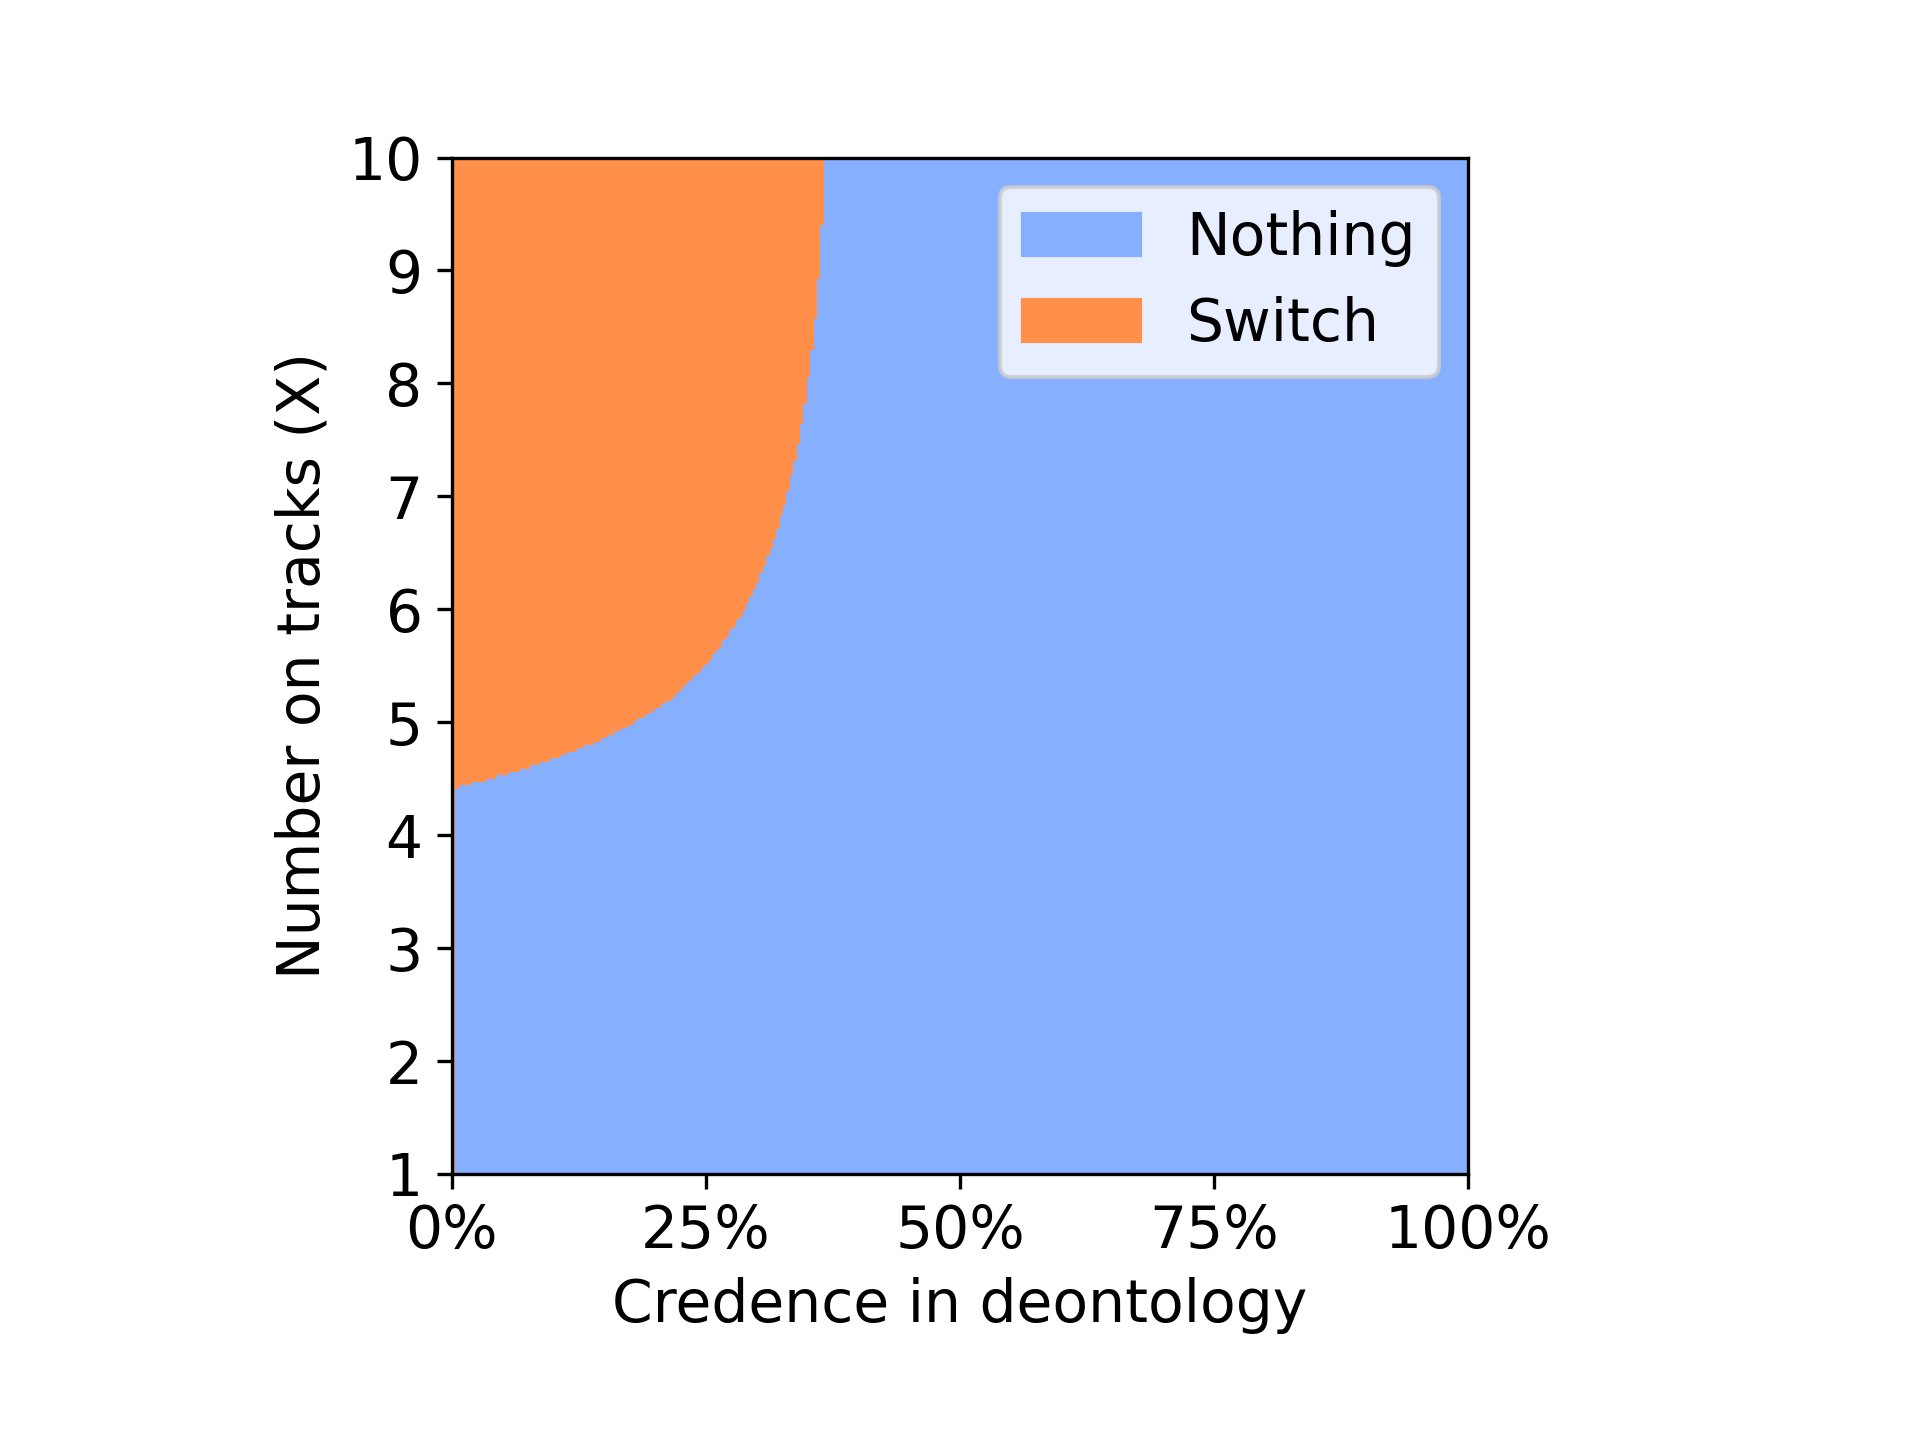 10
9
8
7
6
5
4
3
2
1
Number on tracks (X)
Nothing
Switch
0% 25% 50% 75% 100%
Credence in deontology